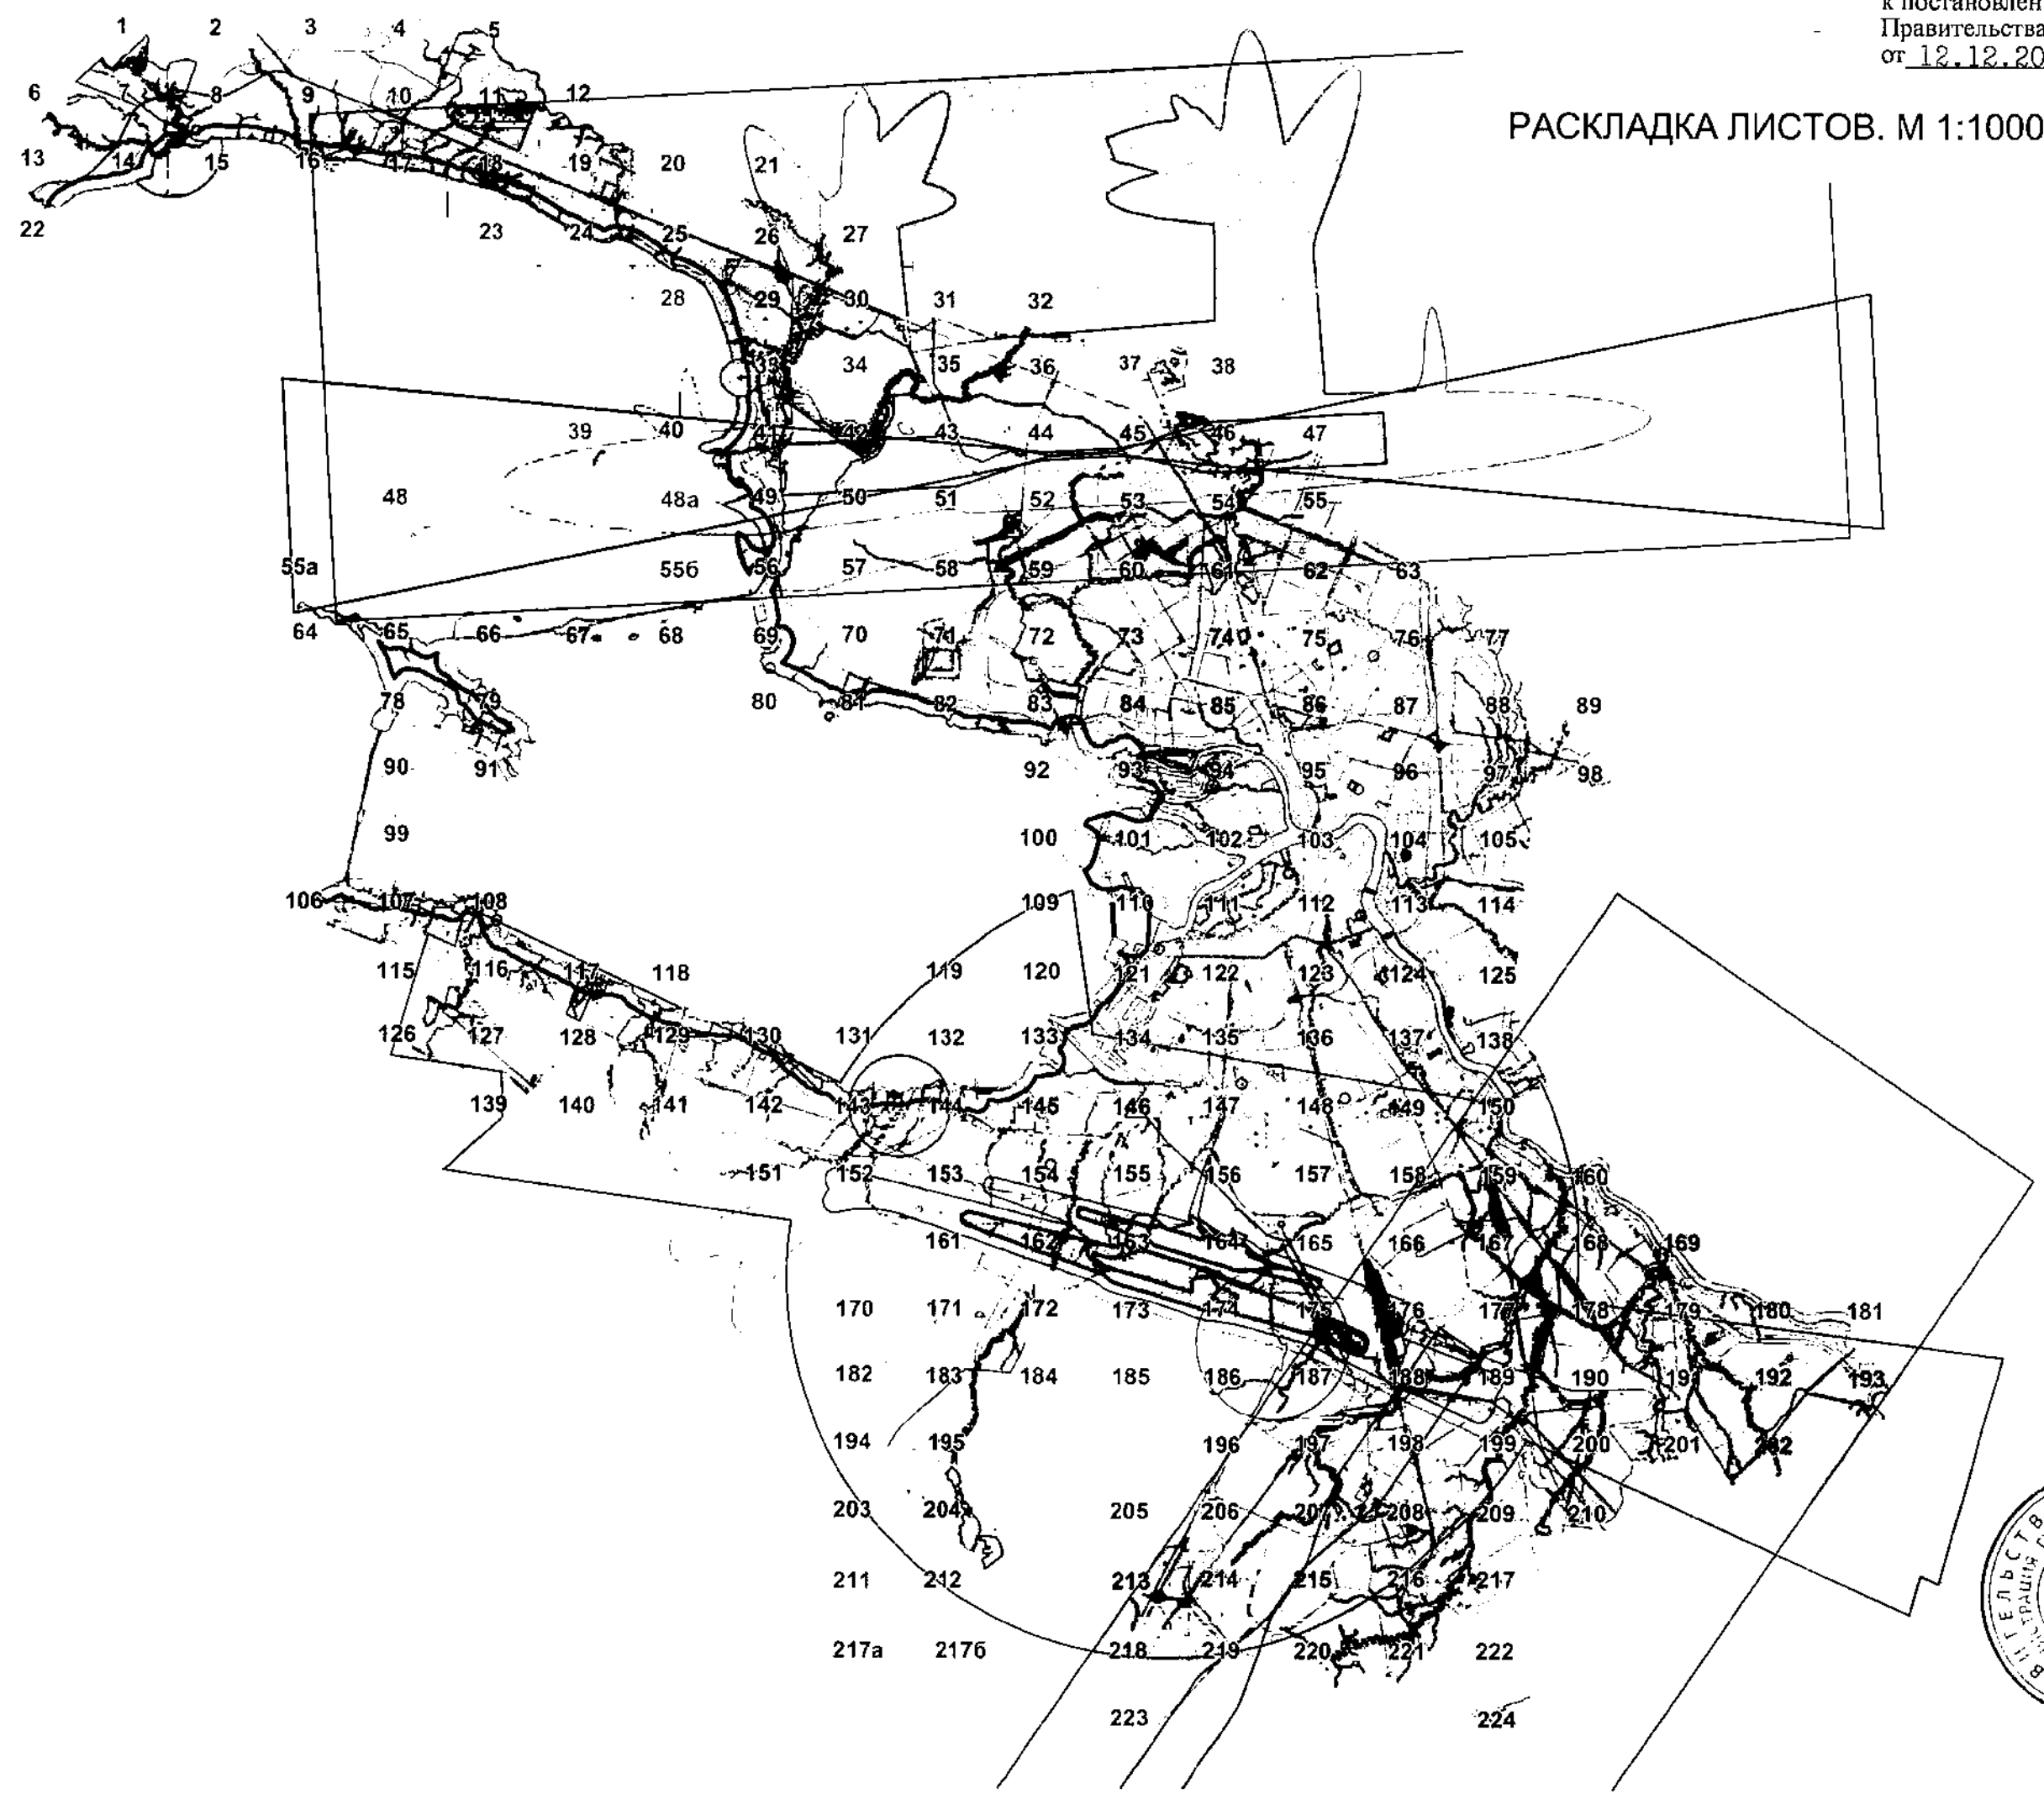 к постановлен
Правительства
от 12.12.20
РАСКЛАДКА ЛИСТОВ. М 1:1000
1 2 3 4 5
6 7 8 9 10 11 12
13 14 15 16 17 18 19 20 21
22 23 24 25 26 27
28 29 30 31 32
33 34 35 36 37 38
39 40 41 42 43 44 45 46 47
48 48а 49 50 51 52 53 54 55
55а 55б 56 57 58 59 60 61 62 63
64 65 66 67 68 69 70 71 72 73 74 75 76 77
78 79 80 81 82 83 84 85 86 87 88 89
90 91 92 93 94 95 96 97 98
99 100 101 102 103 104 105
106 107 108 109 110 111 112 113 114
115 116 117 118 119 120 121 122 123 124 125
126 127 128 129 130 131 132 133 134 135 136 137 138
139 140 141 142 143 144 145 146 147 148 149 150
151 152 153 154 155 156 157 158 159 160
161 162 163 164 165 166 167 168 169
170 171 172 173 174 175 176 177 178 179 180 181
182 183 184 185 186 187 188 189 190 191 192 193
194 195 196 197 198 199 200 201 202
203 204 205 206 207 208 209 210
211 212 213 214 215 216 217
217а 217б 218 219 220 221 222
223 224